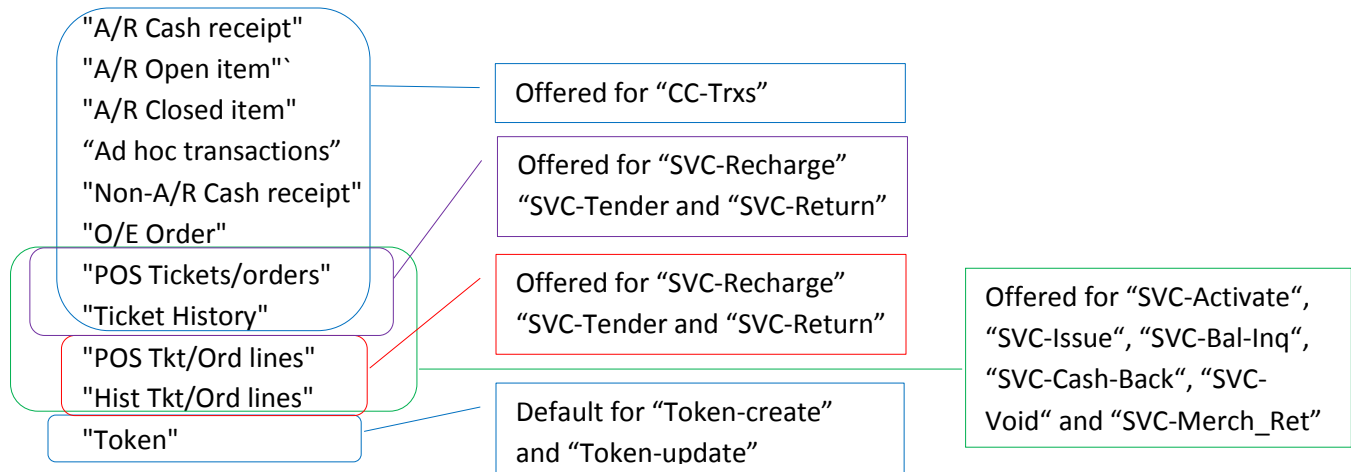 "A/R Cash receipt"
"A/R Open item"`
"A/R Closed item"
“Ad hoc transactions”
"Non-A/R Cash receipt"
"O/E Order"
"POS Tickets/orders"
"Ticket History"
"POS Tkt/Ord lines"
"Hist Tkt/Ord lines"
"Token"
Offered for “CC-Trxs”
Offered for “SVC-Recharge”
“SVC-Tender and “SVC-Return”
Offered for “SVC-Recharge”
“SVC-Tender and “SVC-Return”
Default for “Token-create”
and “Token-update”
Offered for “SVC-Activate“,
“SVC-Issue“, “SVC-Bal-Inq“,
“SVC-Cash-Back“, “SVC-
Void“ and “SVC-Merch_Ret”